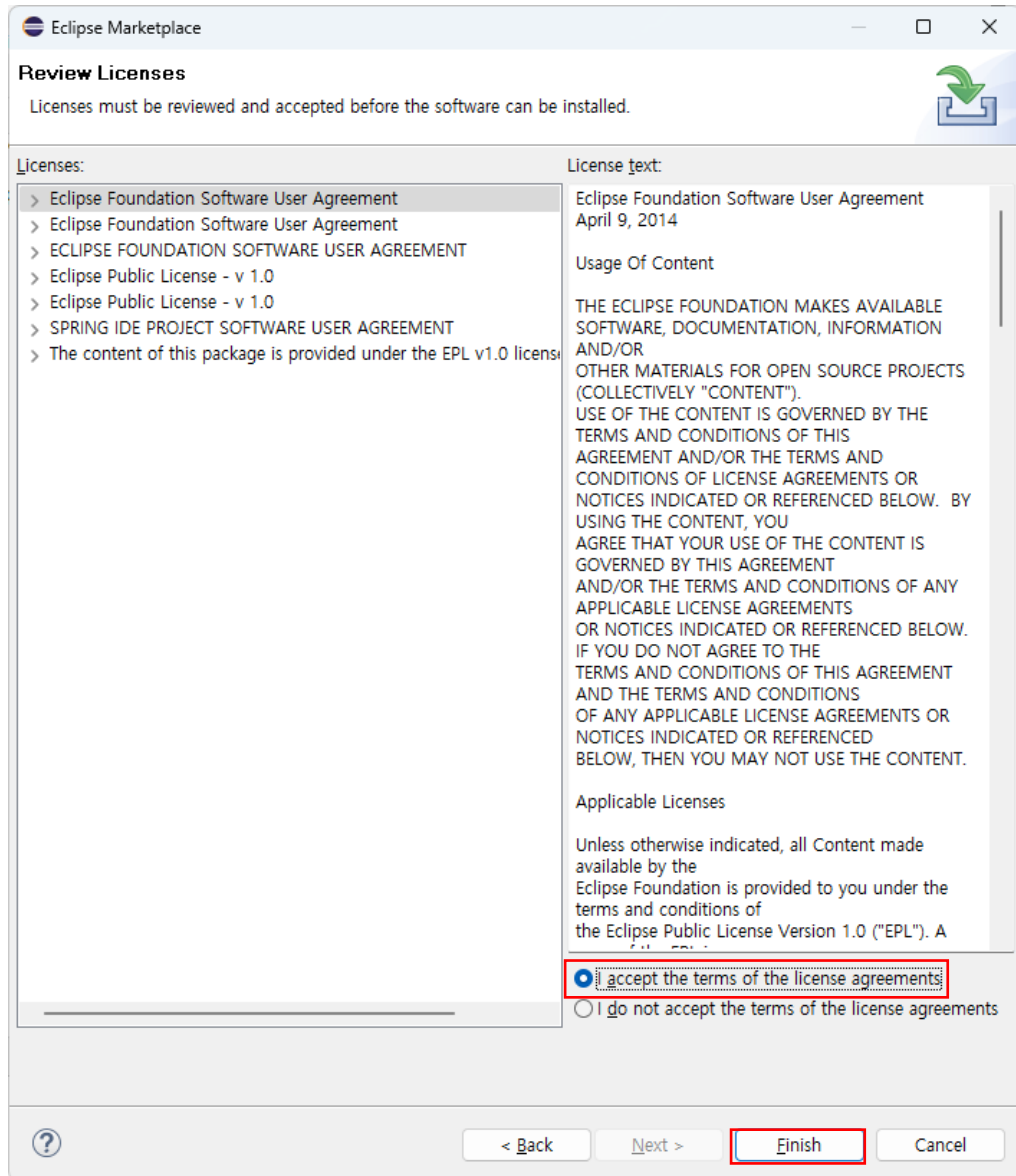 Eclipse Marketplace
Review Licenses
Licenses must be reviewed and accepted before the software can be installed.
Licenses:
Eclipse Foundation Software User Agreement
Eclipse Foundation Software User Agreement
ECLIPSE FOUNDATION SOFTWARE USER AGREEMENT
Eclipse Public License - v 1.0
Eclipse Public License - v 1.0
SPRING IDE PROJECT SOFTWARE USER AGREEMENT
The content of this package is provided under the EPL v1.0 license
License text:
Eclipse Foundation Software User Agreement
April 9, 2014
Usage Of Content
THE ECLIPSE FOUNDATION MAKES AVAILABLE
SOFTWARE, DOCUMENTATION, INFORMATION
AND/OR
OTHER MATERIALS FOR OPEN SOURCE PROJECTS
(COLLECTIVELY "CONTENT").
USE OF THE CONTENT IS GOVERNED BY THE
TERMS AND CONDITIONS OF THIS
AGREEMENT AND/OR THE TERMS AND
CONDITIONS OF LICENSE AGREEMENTS OR
NOTICES INDICATED OR REFERENCED BELOW.  BY
USING THE CONTENT, YOU
AGREE THAT YOUR USE OF THE CONTENT IS
GOVERNED BY THIS AGREEMENT
AND/OR THE TERMS AND CONDITIONS OF ANY
APPLICABLE LICENSE AGREEMENTS
OR NOTICES INDICATED OR REFERENCED BELOW.
IF YOU DO NOT AGREE TO THE
TERMS AND CONDITIONS OF THIS AGREEMENT
AND THE TERMS AND CONDITIONS
OF ANY APPLICABLE LICENSE AGREEMENTS OR
NOTICES INDICATED OR REFERENCED
BELOW, THEN YOU MAY NOT USE THE CONTENT.
Applicable Licenses
Unless otherwise indicated, all Content made
available by the
Eclipse Foundation is provided to you under the
terms and conditions of
the Eclipse Public License Version 1.0 ("EPL"). A
I accept the terms of the license agreements
I do not accept the terms of the license agreements
< Back
Next >
Finish
Cancel